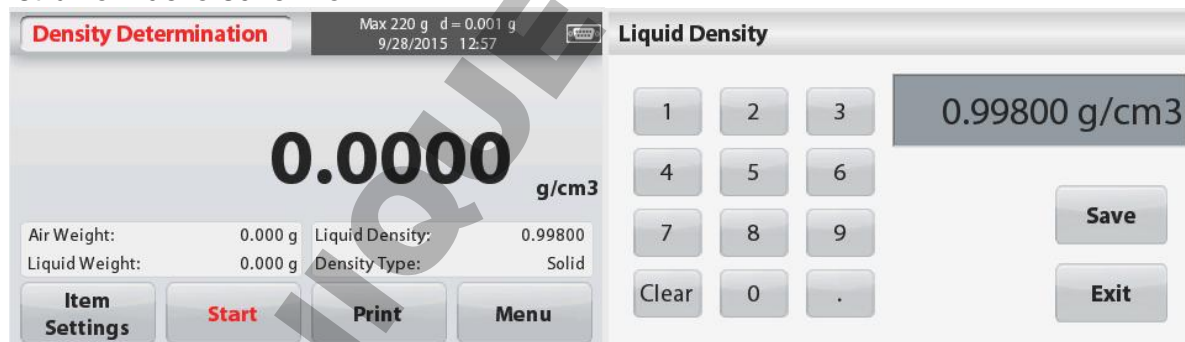 Density Determination
Max 220 g d = 0.001 g
9/28/2015 12:57
0.0000 g/cm3
Air Weight: 0.000 g Liquid Density: 0.99800
Liquid Weight: 0.000 g Density Type: Solid
Item Settings
Start
Print
Menu
Liquid Density
0.99800 g/cm3
1 2 3
4 5 6
7 8 9
Clear 0 .
Save
Exit